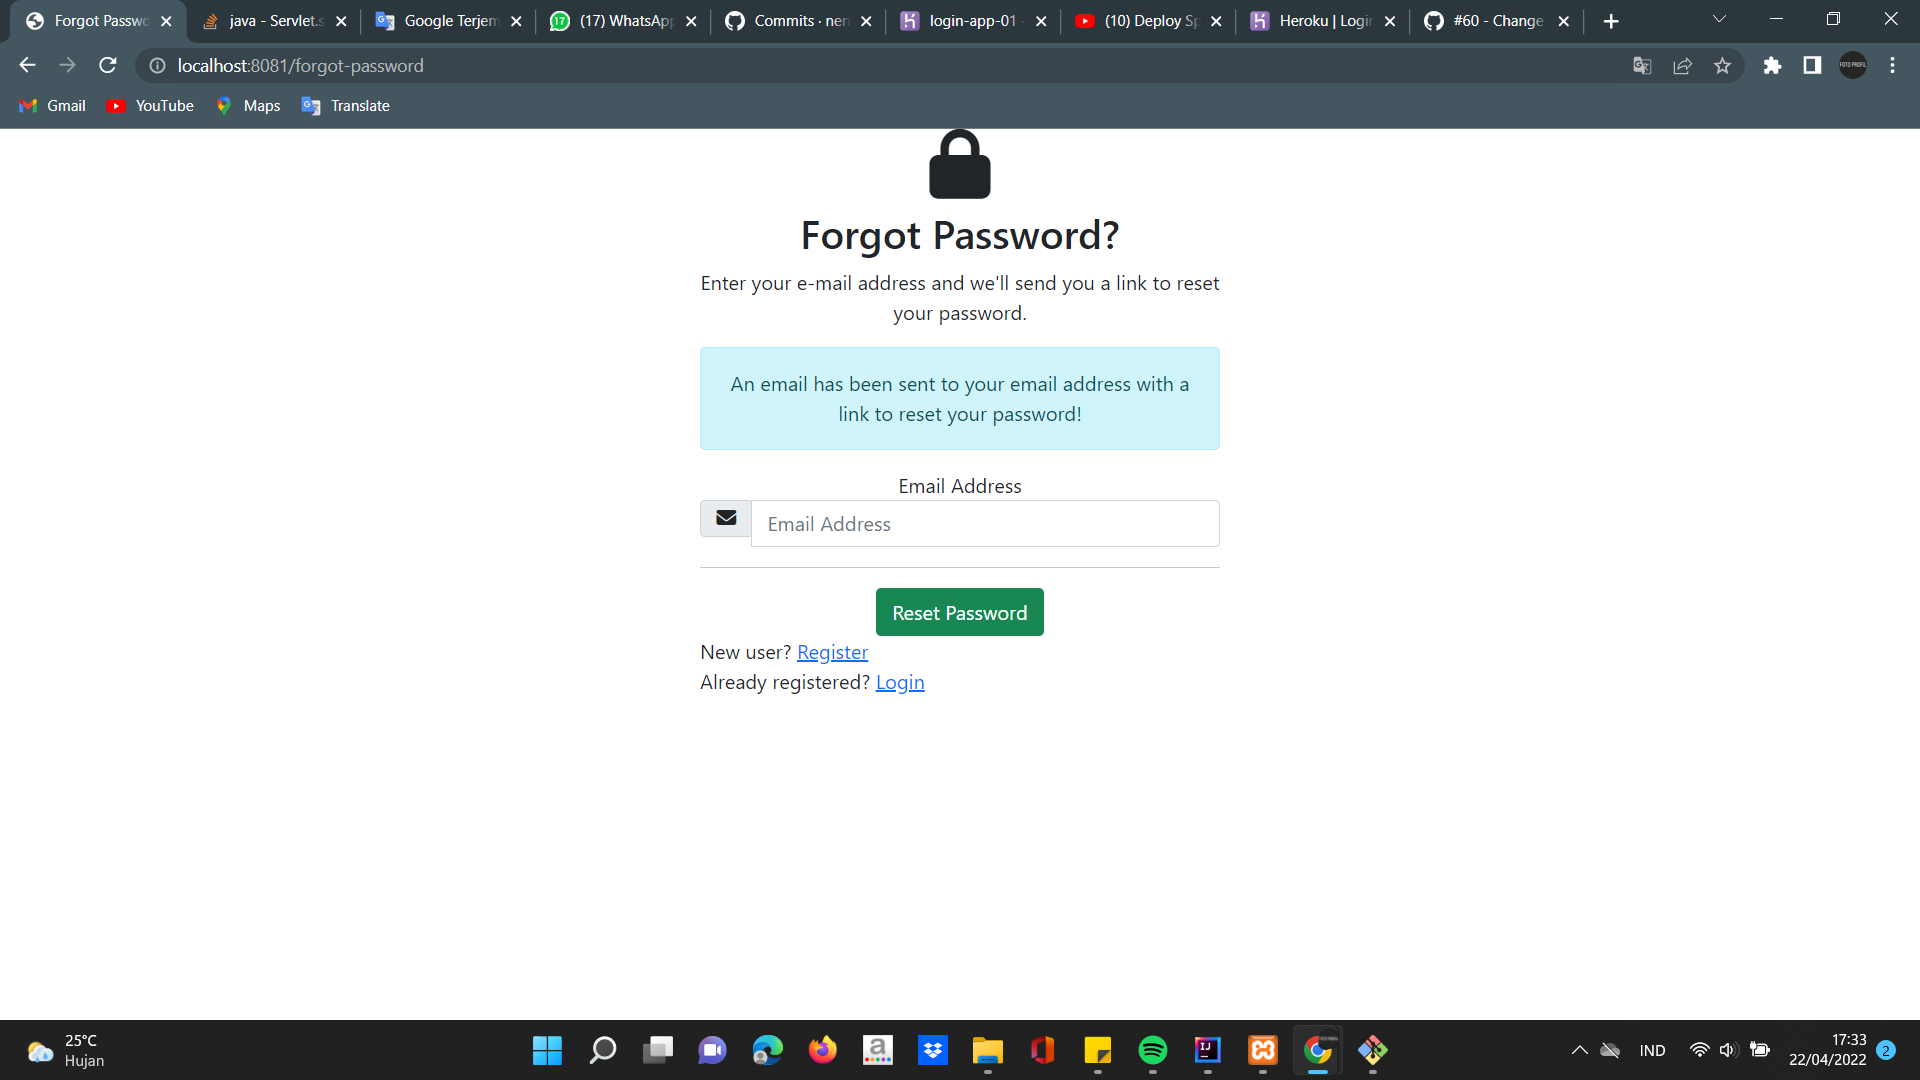 Forgot Passwo
java - Servlet.s
Google Terjem
(17) WhatsApp
Commits · nen
login-app-01 -
(10) Deploy Sp
Heroku | Login
#60 - Change
localhost:8081/forgot-password
FOTO PROFIL
Gmail
YouTube
Maps
Translate
Forgot Password?
Enter your e-mail address and we'll send you a link to reset
your password.
An email has been sent to your email address with a
link to reset your password!
Email Address
Email Address
Reset Password
New user? Register
Already registered? Login
25°C
Hujan
IND
17:33
22/04/2022
2